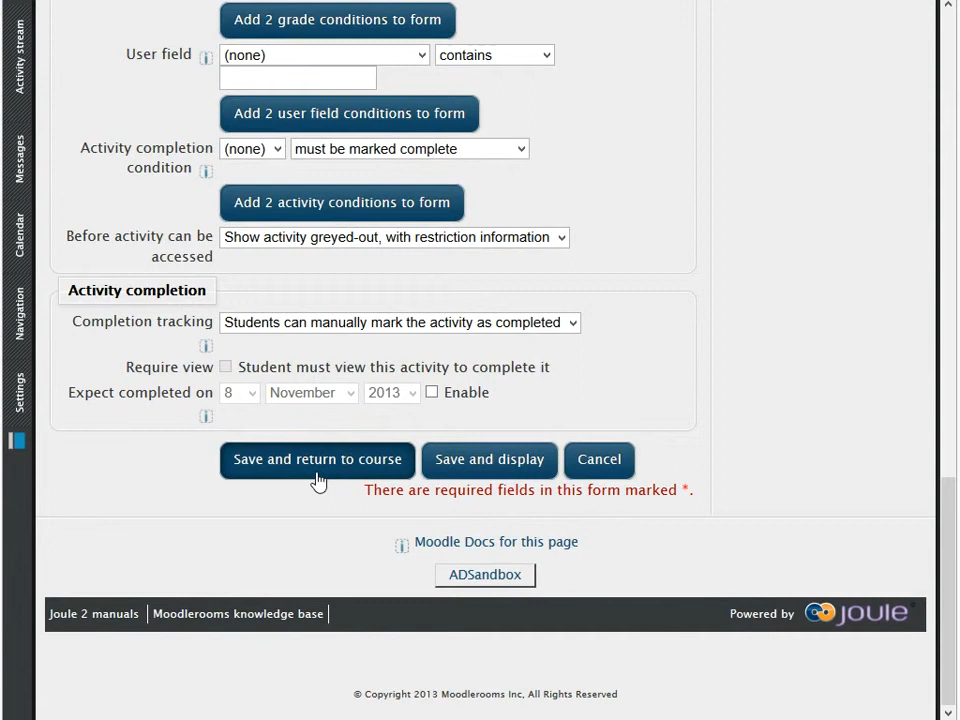 Activity stream
Messages
Calendar
Navigation
Settings
Add 2 grade conditions to form
User field (none) contains
Add 2 user field conditions to form
Activity completion condition (none) must be marked complete
Add 2 activity conditions to form
Before activity can be accessed Show activity greyed-out, with restriction information
Activity completion
Completion tracking Students can manually mark the activity as completed
Require view Student must view this activity to complete it
Expect completed on 8 November 2013 Enable
Save and return to course Save and display Cancel
There are required fields in this form marked *.
Moodle Docs for this page
ADSandbox
Joule 2 manuals Moodlerooms knowledge base Powered by joule
© Copyright 2013 Moodlerooms Inc, All Rights Reserved